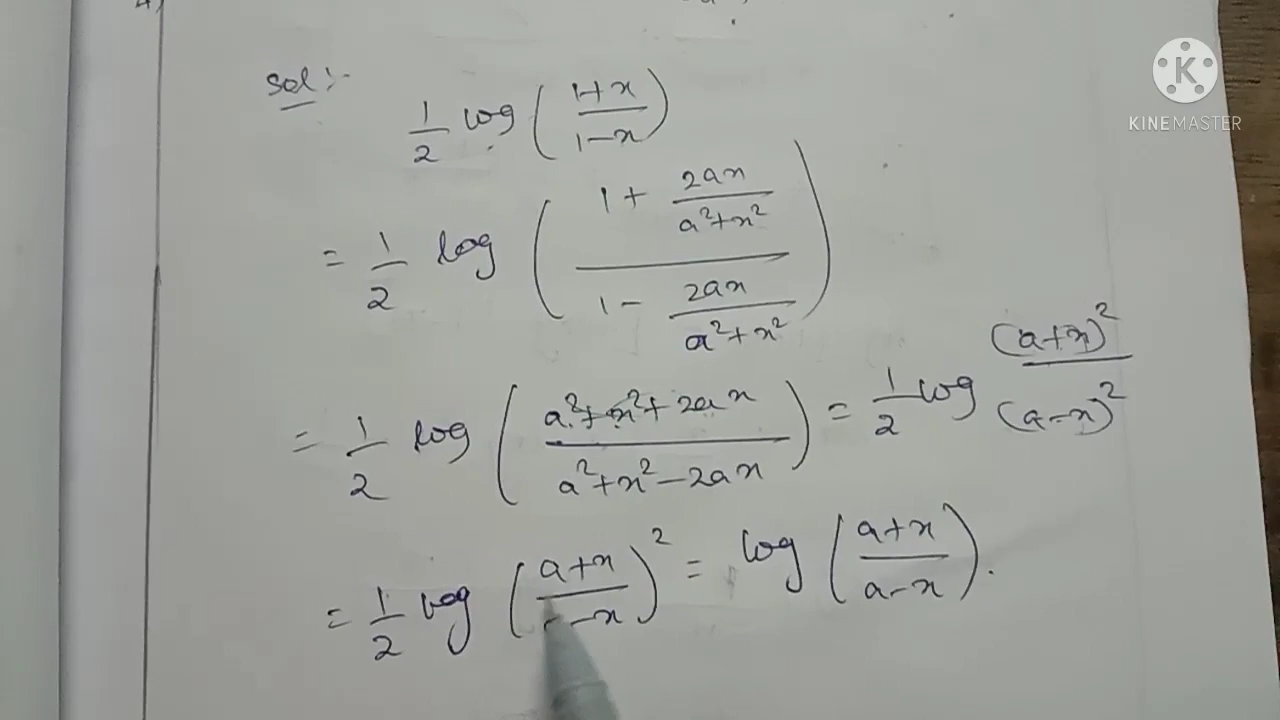 KINEMASTER
Sol:-
1/2 log ( (1+x)/(1-x) )
= 1/2 log ( (1 + 2ax/(a²+x²)) / (1 - 2ax/(a²+x²)) )
= 1/2 log ( (a²+x²+2ax)/(a²+x²-2ax) ) = 1/2 log (a+x)²/(a-x)²
= 1/2 log ( (a+x)/( -x) )² = log ( (a+x)/(a-x) ).